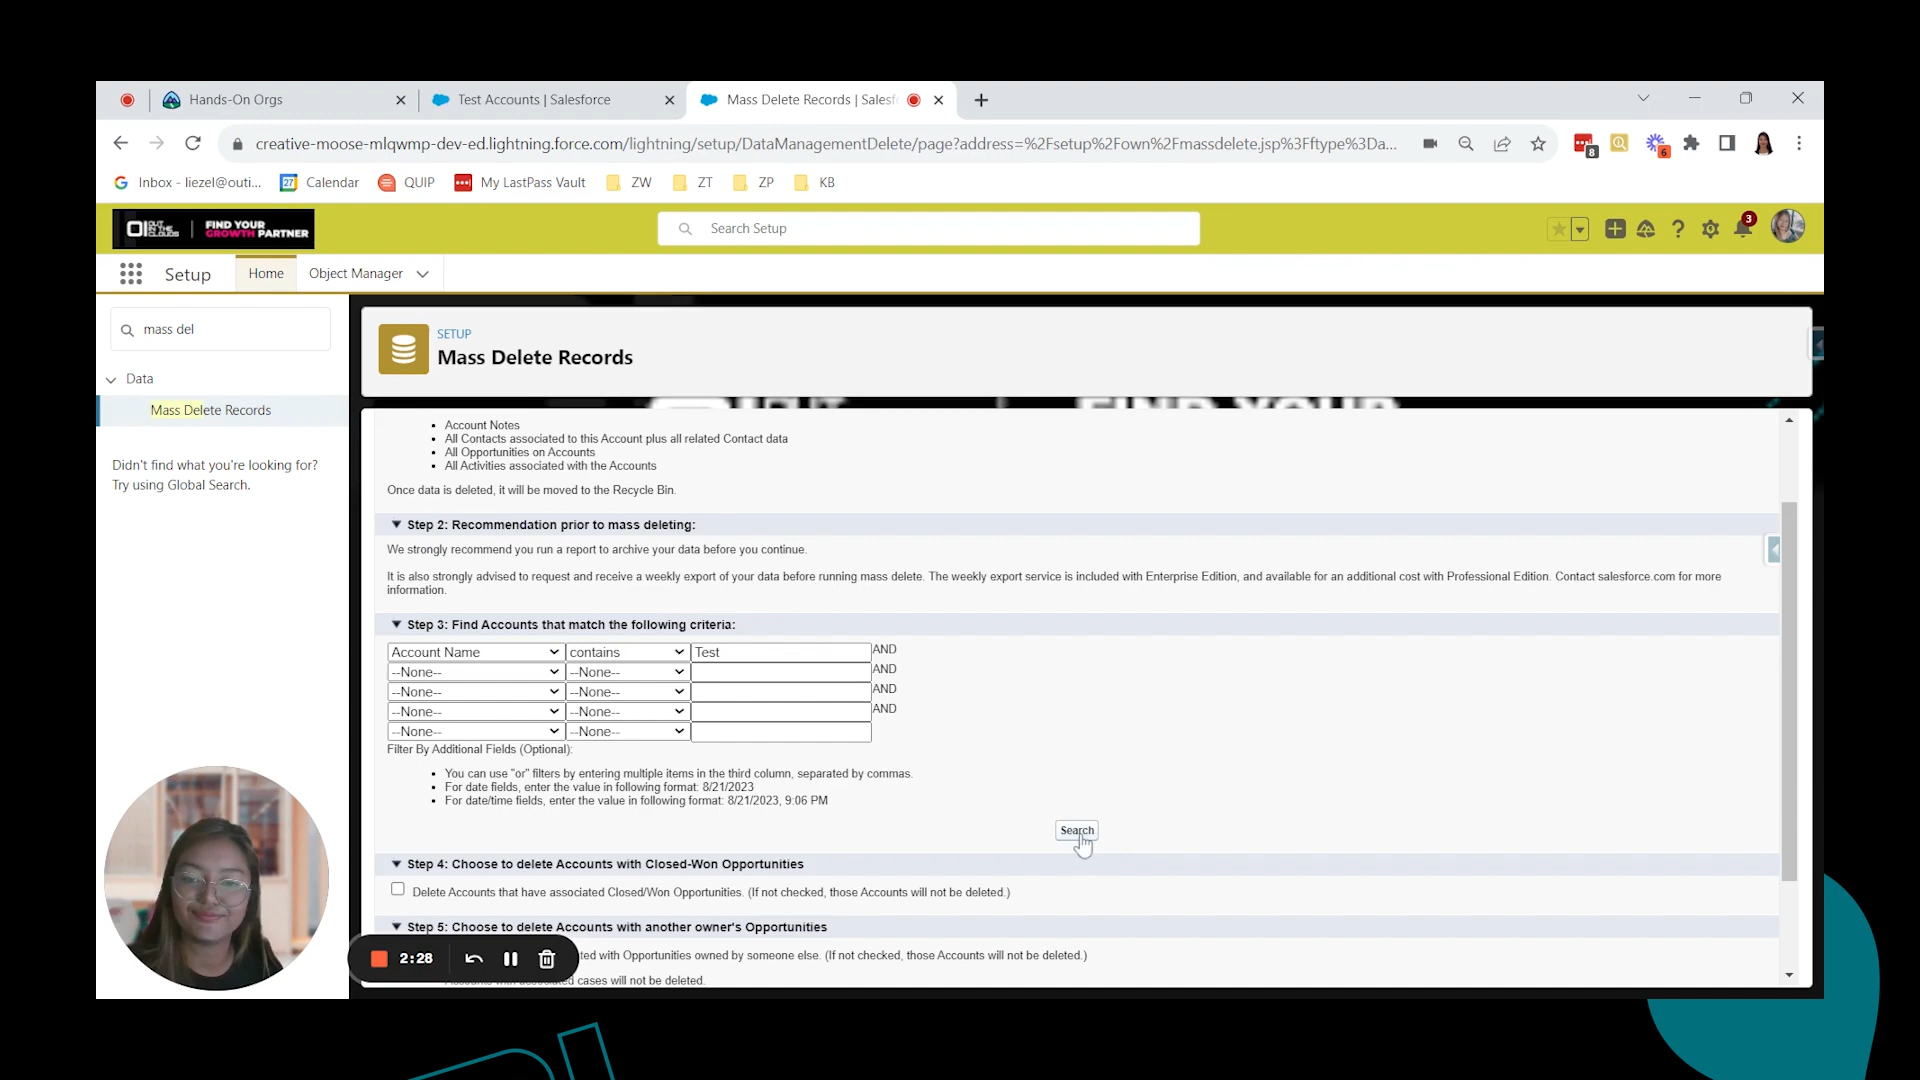 Hands-On Orgs
Test Accounts | Salesforce
Mass Delete Records | Salesf
creative-moose-mlqwmp-dev-ed.lightning.force.com/lightning/setup/DataManagementDelete/page?address=%2Fsetup%2Fown%2Fmassdelete.jsp%3Fftype%3Da...
8
6
Inbox - liezel@outi...
27 Calendar
QUIP
My LastPass Vault
ZW
ZT
ZP
KB
OUT IN THE CLOUDS
FIND YOUR GROWTH PARTNER
Search Setup
3
Setup
Home
Object Manager
mass del
Data
Mass Delete Records
Didn't find what you're looking for?
Try using Global Search.
SETUP
Mass Delete Records
Account Notes
All Contacts associated to this Account plus all related Contact data
All Opportunities on Accounts
All Activities associated with the Accounts
Once data is deleted, it will be moved to the Recycle Bin.
Step 2: Recommendation prior to mass deleting:
We strongly recommend you run a report to archive your data before you continue.
It is also strongly advised to request and receive a weekly export of your data before running mass delete. The weekly export service is included with Enterprise Edition, and available for an additional cost with Professional Edition. Contact salesforce.com for more
information.
Step 3: Find Accounts that match the following criteria:
Account Name contains Test AND
--None-- --None-- AND
--None-- --None-- AND
--None-- --None-- AND
--None-- --None--
Filter By Additional Fields (Optional):
You can use "or" filters by entering multiple items in the third column, separated by commas.
For date fields, enter the value in following format: 8/21/2023
For date/time fields, enter the value in following format: 8/21/2023, 9:06 PM
Search
Step 4: Choose to delete Accounts with Closed-Won Opportunities
Delete Accounts that have associated Closed/Won Opportunities. (If not checked, those Accounts will not be deleted.)
Step 5: Choose to delete Accounts with another owner's Opportunities
ted with Opportunities owned by someone else. (If not checked, those Accounts will not be deleted.)
2:28
Accounts with associated cases will not be deleted.